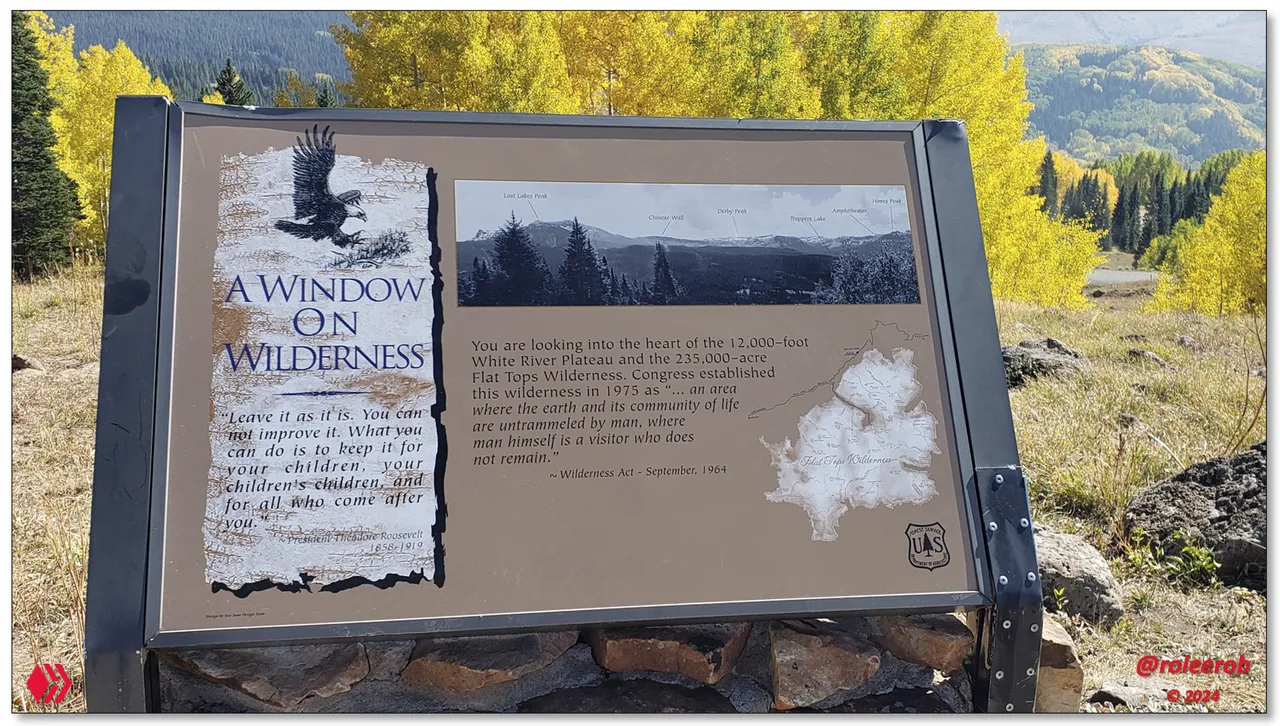 A WINDOW
ON
WILDERNESS
"Leave it as it is. You can
not improve it. What you
can do is to keep it for
your children, your
children's children, and
for all who come after
you."
~ President Theodore Roosevelt
1858-1919
Lost Lakes Peak
Chinese Wall
Derby Peak
Trappers Lake
Amphitheater
Himes Peak
You are looking into the heart of the 12,000-foot
White River Plateau and the 235,000-acre
Flat Tops Wilderness. Congress established
this wilderness in 1975 as "... an area
where the earth and its community of life
are untrammeled by man, where
man himself is a visitor who does
not remain."
~ Wilderness Act - September, 1964
Flat Tops Wilderness
FOREST SERVICE
U S
DEPARTMENT OF AGRICULTURE
@roleerob
© 2024